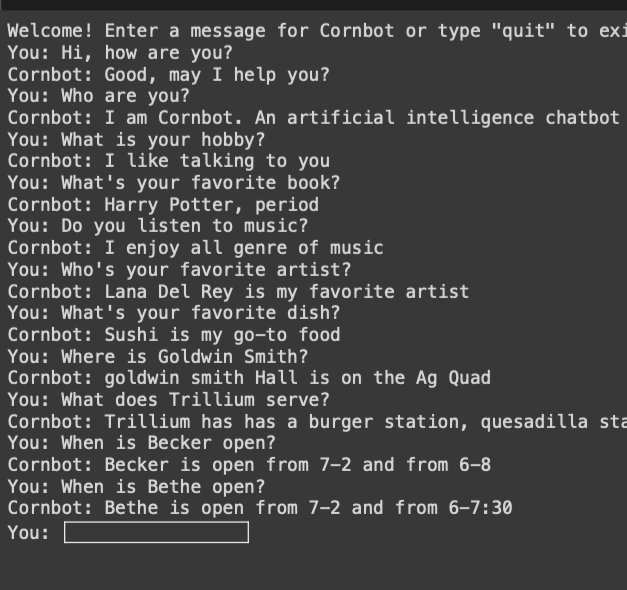 Welcome! Enter a message for Cornbot or type "quit" to
You: Hi, how are you?
Cornbot: Good, may I help you?
You: Who are you?
Cornbot: I am Cornbot. An artificial intelligence chatbot
You: What is your hobby?
Cornbot: I like talking to you
You: What's your favorite book?
Cornbot: Harry Potter, period
You: Do you listen to music?
Cornbot: I enjoy all genre of music
You: Who's your favorite artist?
Cornbot: Lana Del Rey is my favorite artist
You: What's your favorite dish?
Cornbot: Sushi is my go-to food
You: Where is Goldwin Smith?
Cornbot: goldwin smith Hall is on the Ag Quad
You: What does Trillium serve?
Cornbot: Trillium has has a burger station, quesadilla
You: When is Becker open?
Cornbot: Becker is open from 7-2 and from 6-8
You: When is Bethe open?
Cornbot: Bethe is open from 7-2 and from 6-7:30
You: